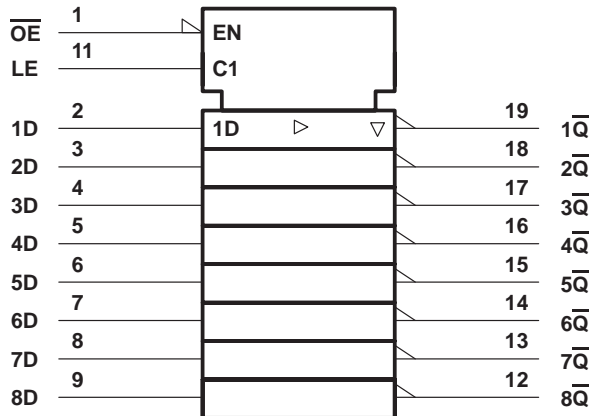 O̅E̅ 1 EN
LE 11 C1
1D 2 1D 19 1Q̅
2D 3 18 2Q̅
3D 4 17 3Q̅
4D 5 16 4Q̅
5D 6 15 5Q̅
6D 7 14 6Q̅
7D 8 13 7Q̅
8D 9 12 8Q̅